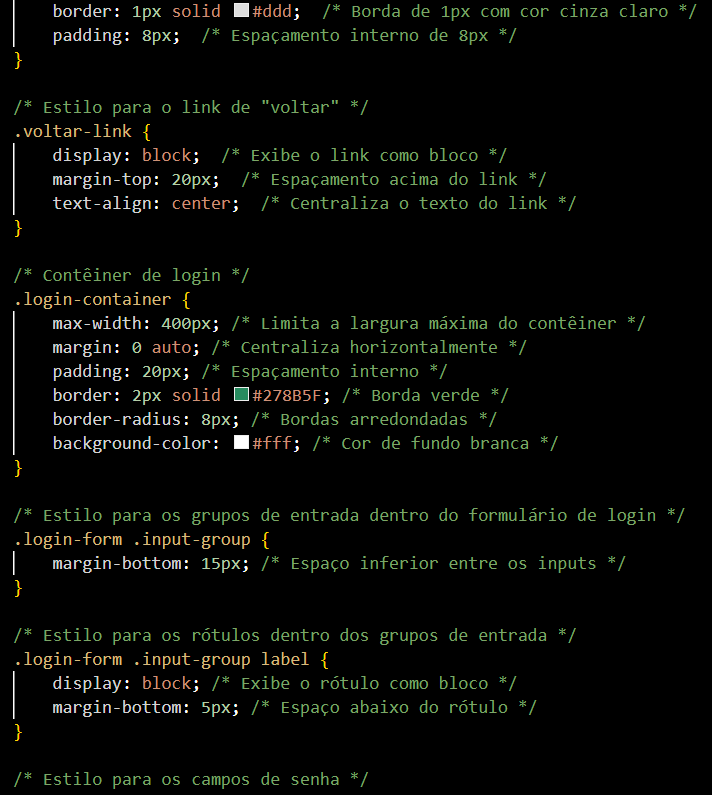 border: 1px solid #ddd;  /* Borda de 1px com cor cinza claro */
padding: 8px;  /* Espaçamento interno de 8px */
}
/* Estilo para o link de "voltar" */
.voltar-link {
display: block;  /* Exibe o link como bloco */
margin-top: 20px;  /* Espaçamento acima do link */
text-align: center;  /* Centraliza o texto do link */
}
/* Contêiner de login */
.login-container {
max-width: 400px; /* Limita a largura máxima do contêiner */
margin: 0 auto; /* Centraliza horizontalmente */
padding: 20px; /* Espaçamento interno */
border: 2px solid #278B5F; /* Borda verde */
border-radius: 8px; /* Bordas arredondadas */
background-color: #fff; /* Cor de fundo branca */
}
/* Estilo para os grupos de entrada dentro do formulário de login */
.login-form .input-group {
margin-bottom: 15px; /* Espaço inferior entre os inputs */
}
/* Estilo para os rótulos dentro dos grupos de entrada */
.login-form .input-group label {
display: block; /* Exibe o rótulo como bloco */
margin-bottom: 5px; /* Espaço abaixo do rótulo */
}
/* Estilo para os campos de senha */